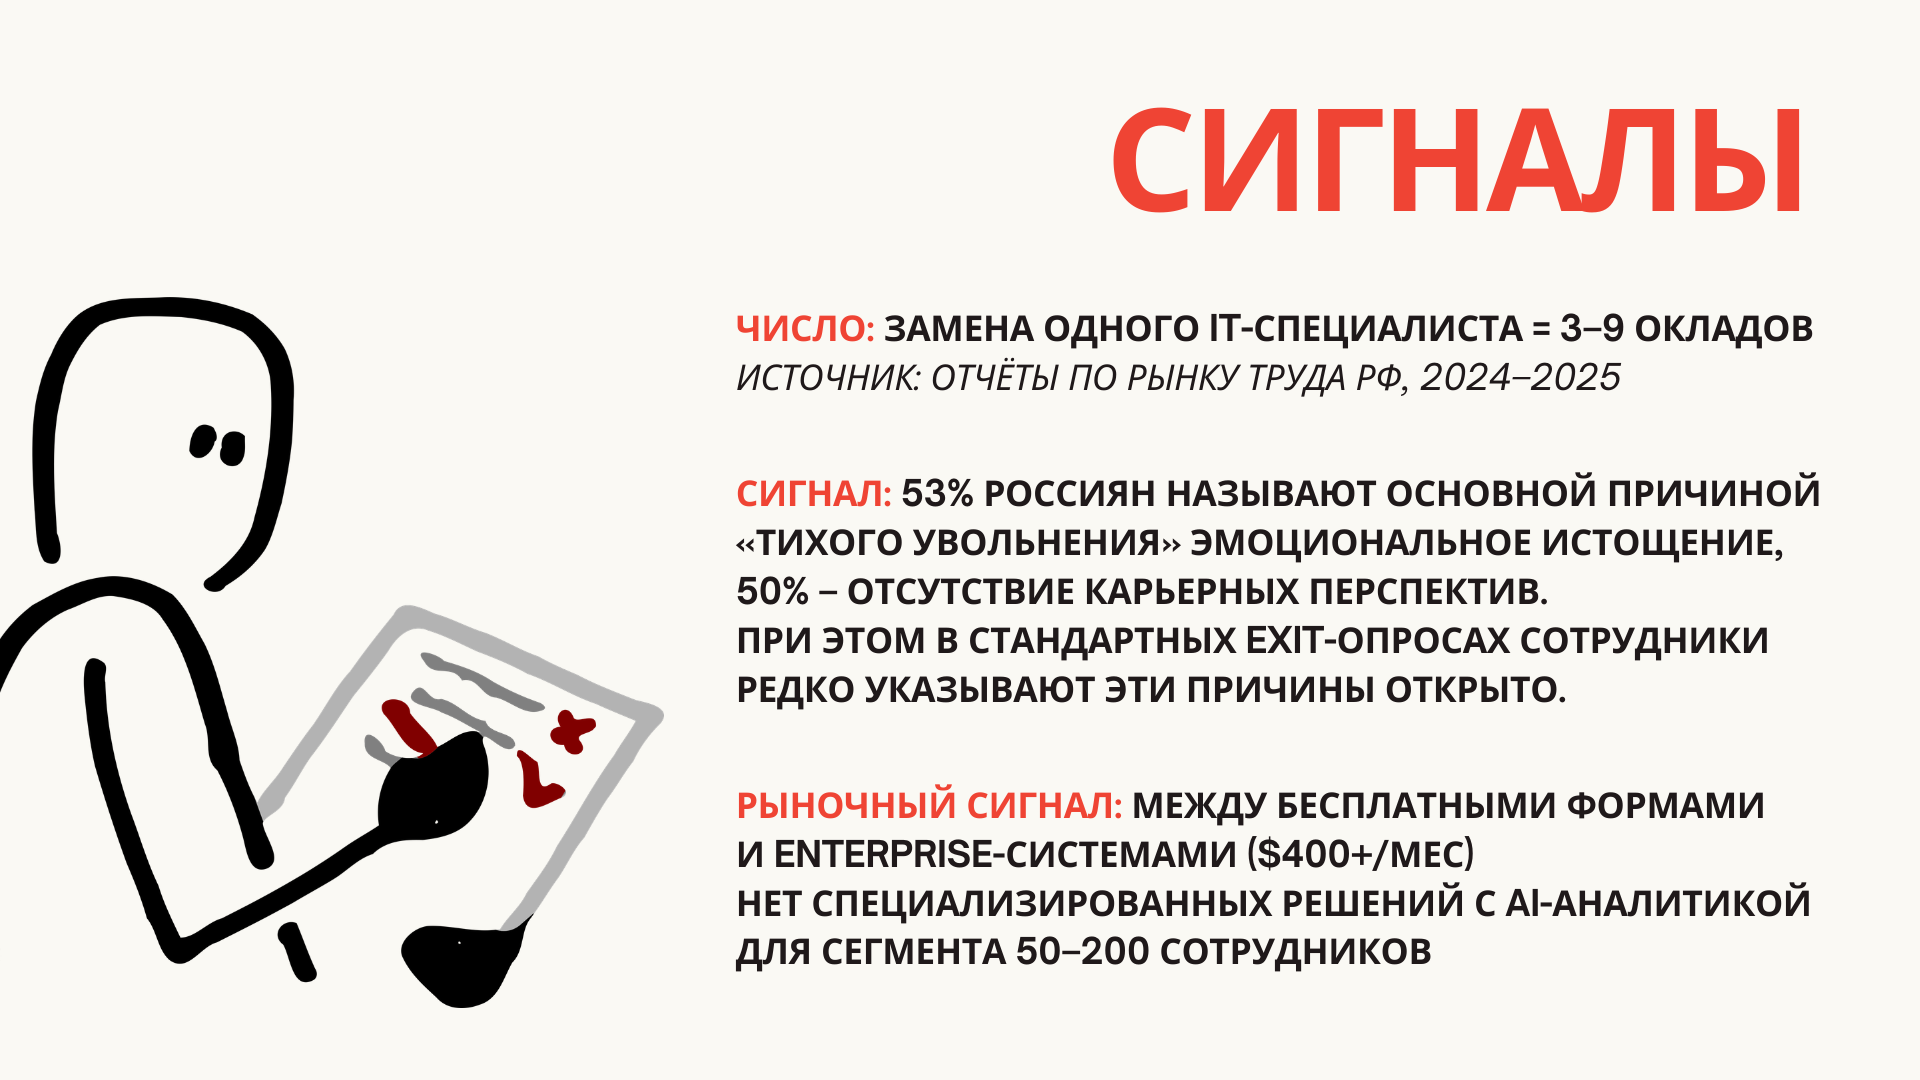 СИГНАЛЫ
ЧИСЛО: ЗАМЕНА ОДНОГО IT-СПЕЦИАЛИСТА = 3–9 ОКЛАДОВ
ИСТОЧНИК: ОТЧЁТЫ ПО РЫНКУ ТРУДА РФ, 2024–2025
СИГНАЛ: 53% РОССИЯН НАЗЫВАЮТ ОСНОВНОЙ ПРИЧИНОЙ
«ТИХОГО УВОЛЬНЕНИЯ» ЭМОЦИОНАЛЬНОЕ ИСТОЩЕНИЕ,
50% – ОТСУТСТВИЕ КАРЬЕРНЫХ ПЕРСПЕКТИВ.
ПРИ ЭТОМ В СТАНДАРТНЫХ EXIT-ОПРОСАХ СОТРУДНИКИ
РЕДКО УКАЗЫВАЮТ ЭТИ ПРИЧИНЫ ОТКРЫТО.
РЫНОЧНЫЙ СИГНАЛ: МЕЖДУ БЕСПЛАТНЫМИ ФОРМАМИ
И ENTERPRISE-СИСТЕМАМИ ($400+/МЕС)
НЕТ СПЕЦИАЛИЗИРОВАННЫХ РЕШЕНИЙ С AI-АНАЛИТИКОЙ
ДЛЯ СЕГМЕНТА 50–200 СОТРУДНИКОВ